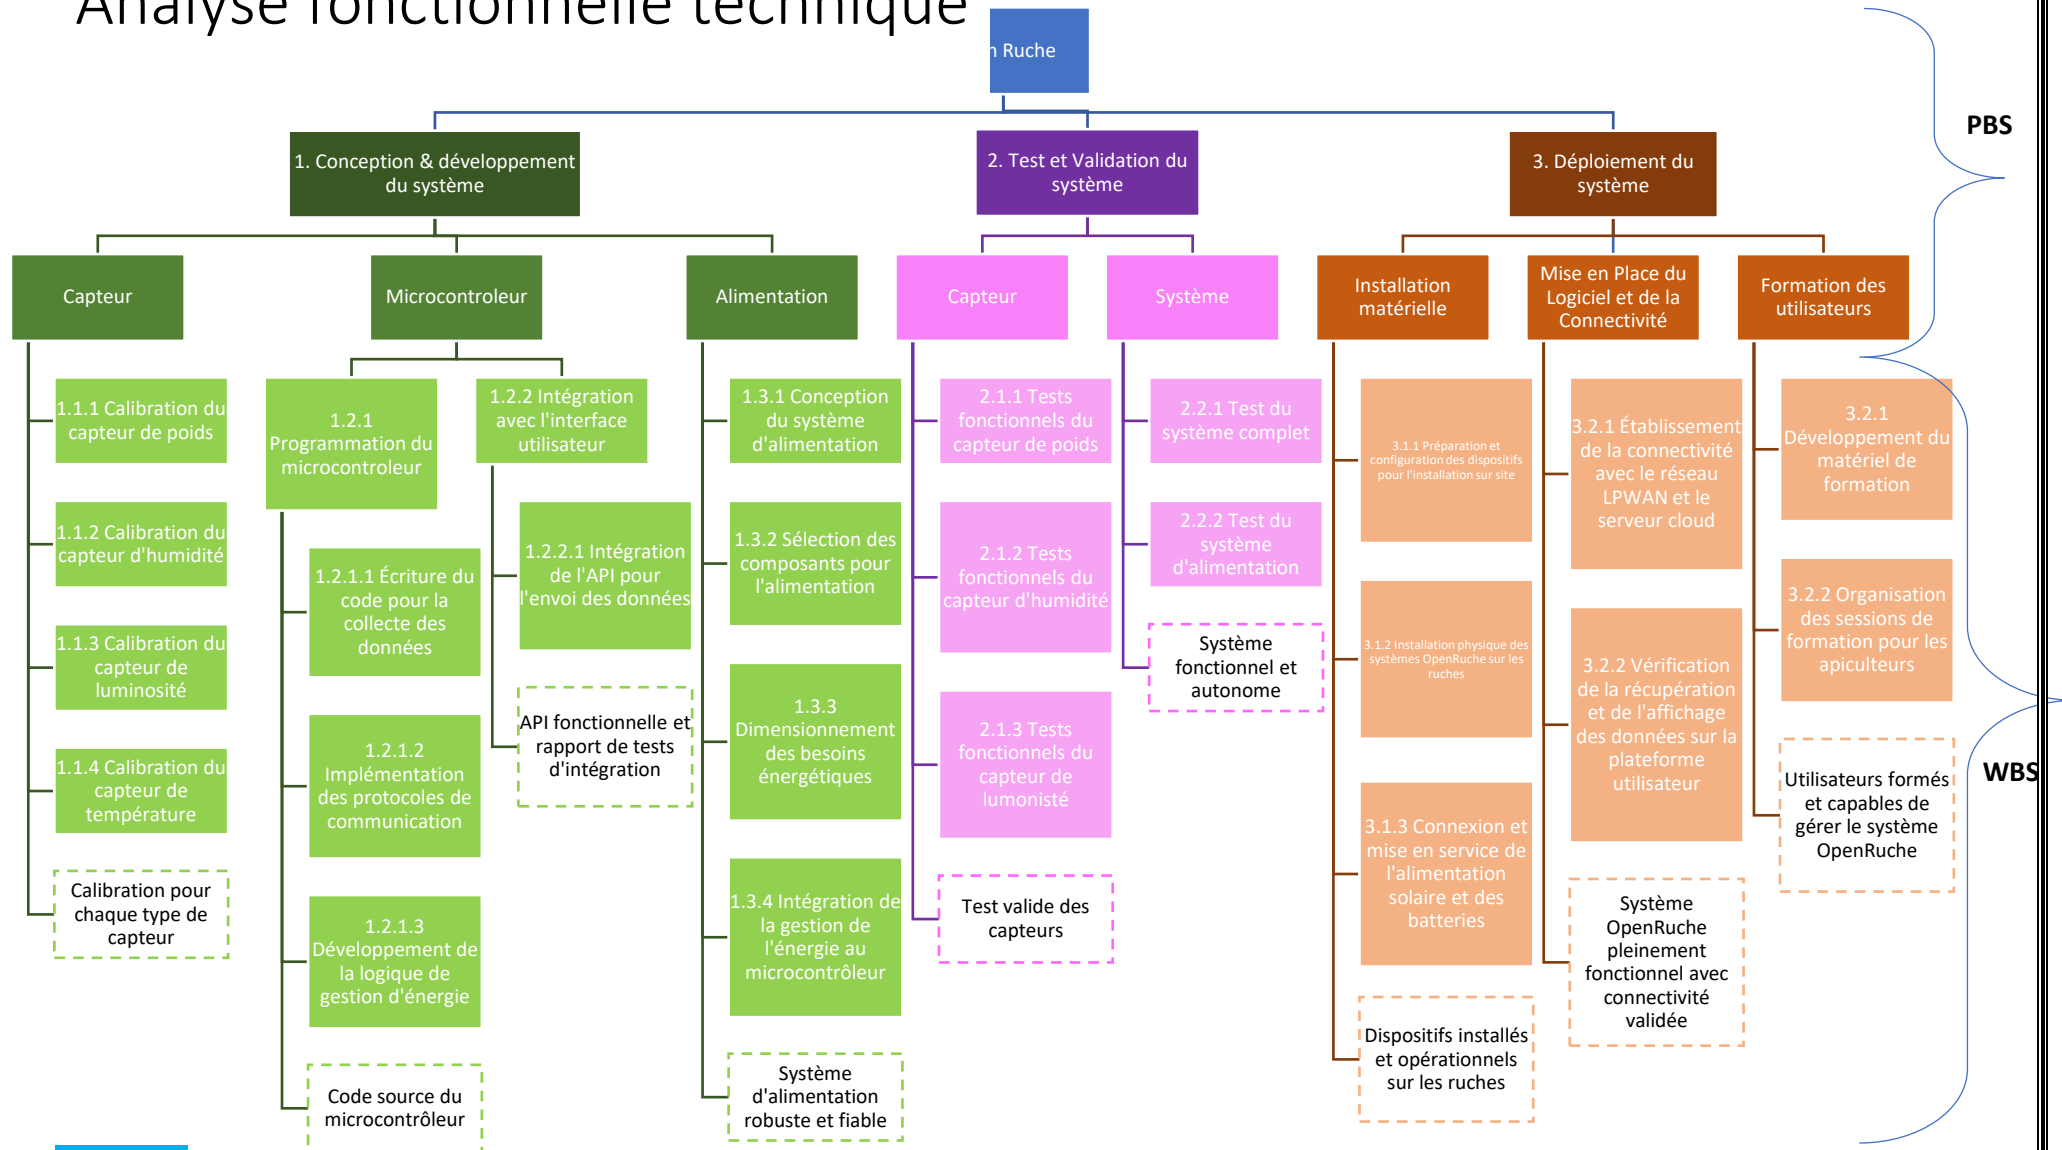 Analyse fonctionnelle technique
Ruche
PBS
1. Conception & développement
du système
2. Test et Validation du
système
3. Déploiement du
système
Capteur
Microcontroleur
Alimentation
Capteur
Système
Installation
matérielle
Mise en Place du
Logiciel et de la
Connectivité
Formation des
utilisateurs
1.1.1 Calibration du
capteur de poids
1.1.2 Calibration du
capteur d'humidité
1.1.3 Calibration du
capteur de
luminosité
1.1.4 Calibration du
capteur de
température
Calibration pour
chaque type de
capteur
1.2.1
Programmation du
microcontroleur
1.2.1.1 Écriture du
code pour la
collecte des
données
1.2.1.2
Implémentation
des protocoles de
communication
1.2.1.3
Développement de
la logique de
gestion d'énergie
Code source du
microcontrôleur
1.2.2 Intégration
avec l'interface
utilisateur
1.2.2.1 Intégration
de l'API pour
l'envoi des données
API fonctionnelle et
rapport de tests
d'intégration
1.3.1 Conception
du système
d'alimentation
1.3.2 Sélection des
composants pour
l'alimentation
1.3.3
Dimensionnement
des besoins
énergétiques
1.3.4 Intégration de
la gestion de
l'énergie au
microcontrôleur
Système
d'alimentation
robuste et fiable
2.1.1 Tests
fonctionnels du
capteur de poids
2.1.2 Tests
fonctionnels du
capteur d'humidité
2.1.3 Tests
fonctionnels du
capteur de
lumonisté
Test valide des
capteurs
2.2.1 Test du
système complet
2.2.2 Test du
système
d'alimentation
Système
fonctionnel et
autonome
3.1.1 Préparation et
configuration des dispositifs
pour l'installation sur site
3.1.2 Installation physique des
systèmes OpenRuche sur les
ruches
3.1.3 Connexion et
mise en service de
l'alimentation
solaire et des
batteries
Dispositifs installés
et opérationnels
sur les ruches
3.2.1 Établissement
de la connectivité
avec le réseau
LPWAN et le
serveur cloud
3.2.2 Vérification
de la récupération
et de l'affichage
des données sur la
plateforme
utilisateur
Système
OpenRuche
pleinement
fonctionnel avec
connectivité
validée
3.2.1
Développement du
matériel de
formation
3.2.2 Organisation
des sessions de
formation pour les
apiculteurs
Utilisateurs formés
et capables de
gérer le système
OpenRuche
WBS